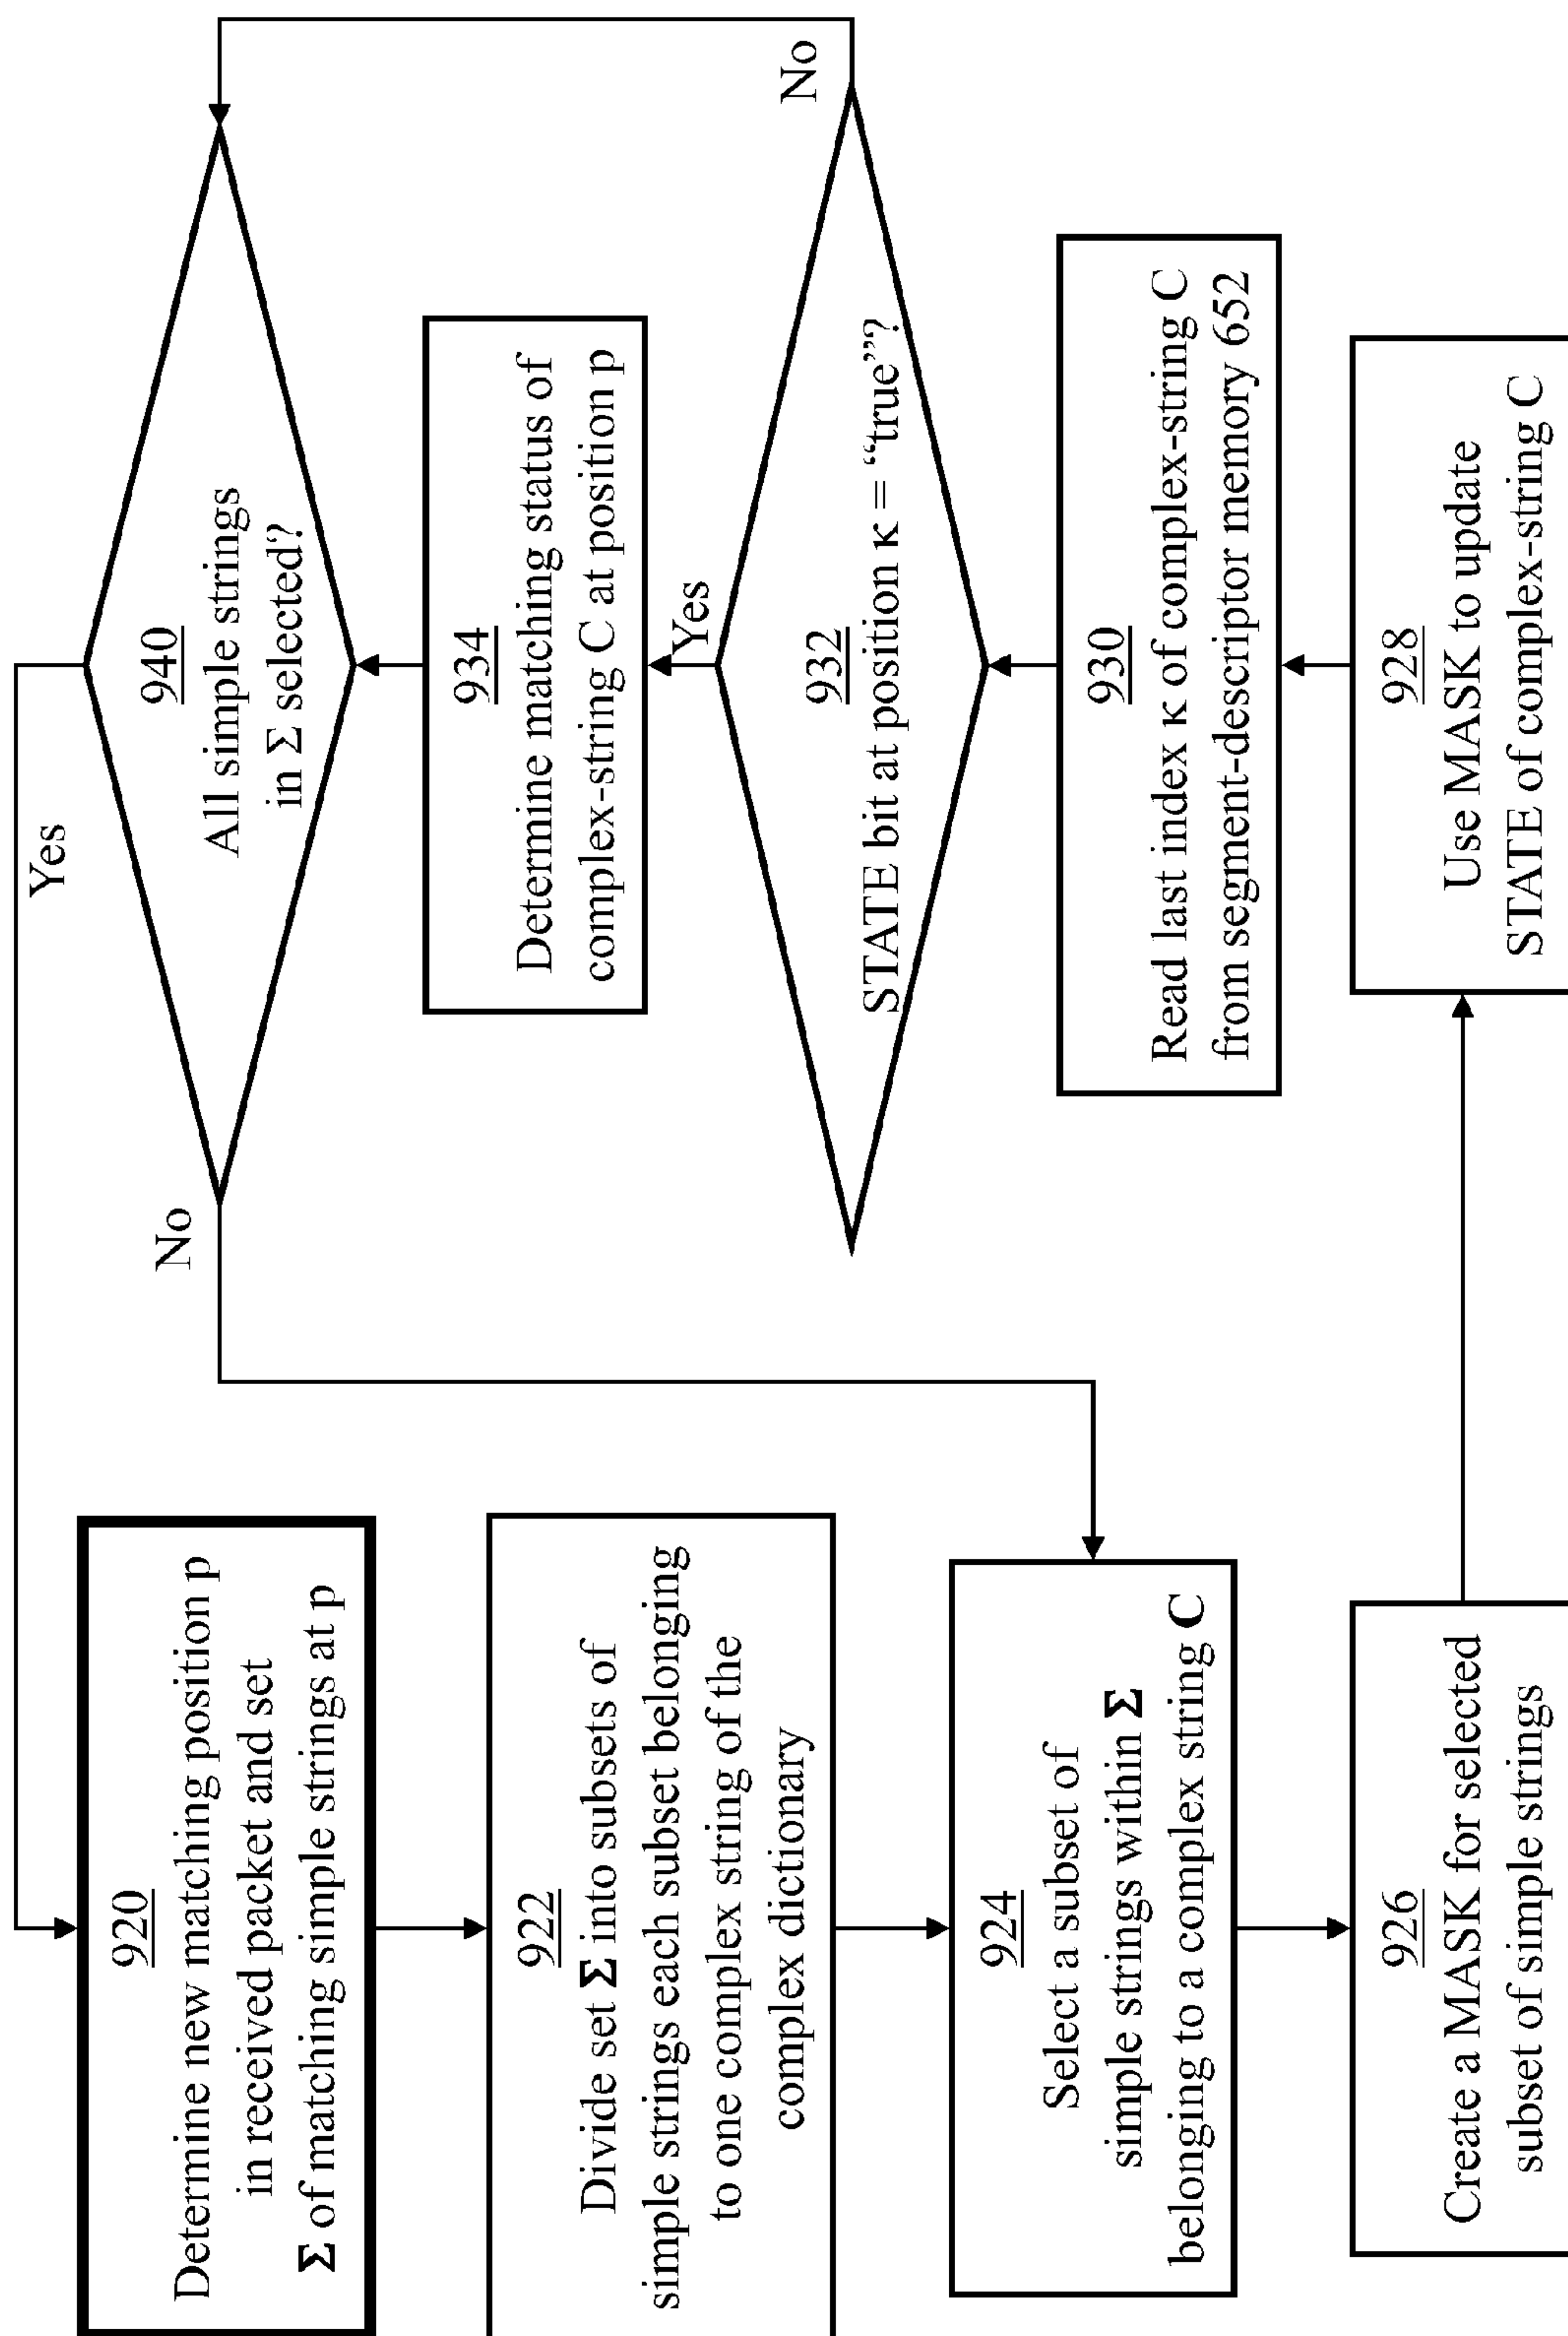 920
Determine new matching position p
in received packet and set
Σ of matching simple strings at p
922
Divide set Σ into subsets of
simple strings each subset belonging
to one complex string of the
complex dictionary
924
Select a subset of
simple strings within Σ
belonging to a complex string C
926
Create a MASK for selected
subset of simple strings
928
Use MASK to update
STATE of complex-string C
930
Read last index κ of complex-string C
from segment-descriptor memory 652
932
STATE bit at position κ = “true”?
Yes
No
934
Determine matching status of
complex-string C at position p
940
All simple strings
in Σ selected?
Yes
No